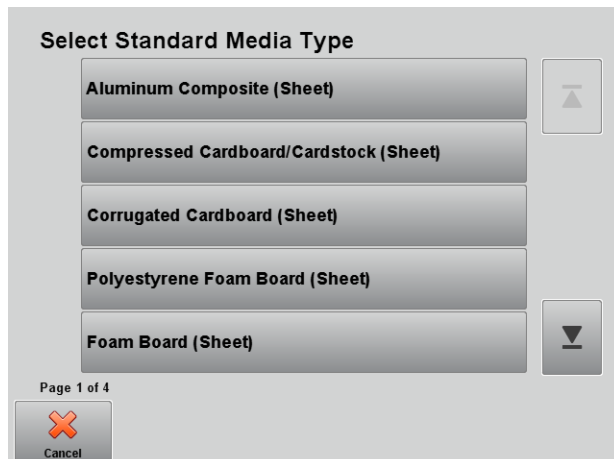 Select Standard Media Type
Aluminum Composite (Sheet)
Compressed Cardboard/Cardstock (Sheet)
Corrugated Cardboard (Sheet)
Polyestyrene Foam Board (Sheet)
Foam Board (Sheet)
Page 1 of 4
Cancel